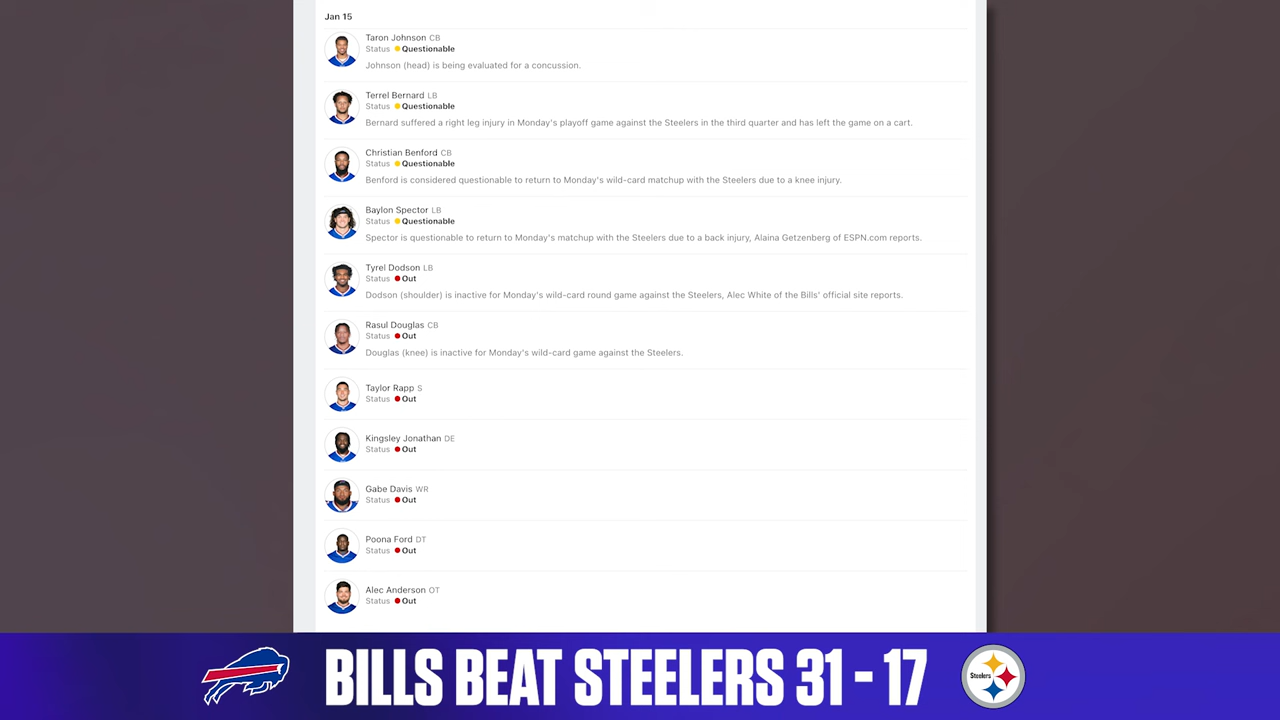 Jan 15
Taron Johnson CB
Status Questionable
Johnson (head) is being evaluated for a concussion.
Terrel Bernard LB
Status Questionable
Bernard suffered a right leg injury in Monday's playoff game against the Steelers in the third quarter and has left the game on a cart.
Christian Benford CB
Status Questionable
Benford is considered questionable to return to Monday's wild-card matchup with the Steelers due to a knee injury.
Baylon Spector LB
Status Questionable
Spector is questionable to return to Monday's matchup with the Steelers due to a back injury, Alaina Getzenberg of ESPN.com reports.
Tyrel Dodson LB
Status Out
Dodson (shoulder) is inactive for Monday's wild-card round game against the Steelers, Alec White of the Bills' official site reports.
Rasul Douglas CB
Status Out
Douglas (knee) is inactive for Monday's wild-card game against the Steelers.
Taylor Rapp S
Status Out
Kingsley Jonathan DE
Status Out
Gabe Davis WR
Status Out
Poona Ford DT
Status Out
Alec Anderson OT
Status Out
BILLS BEAT STEELERS 31 - 17
Steelers